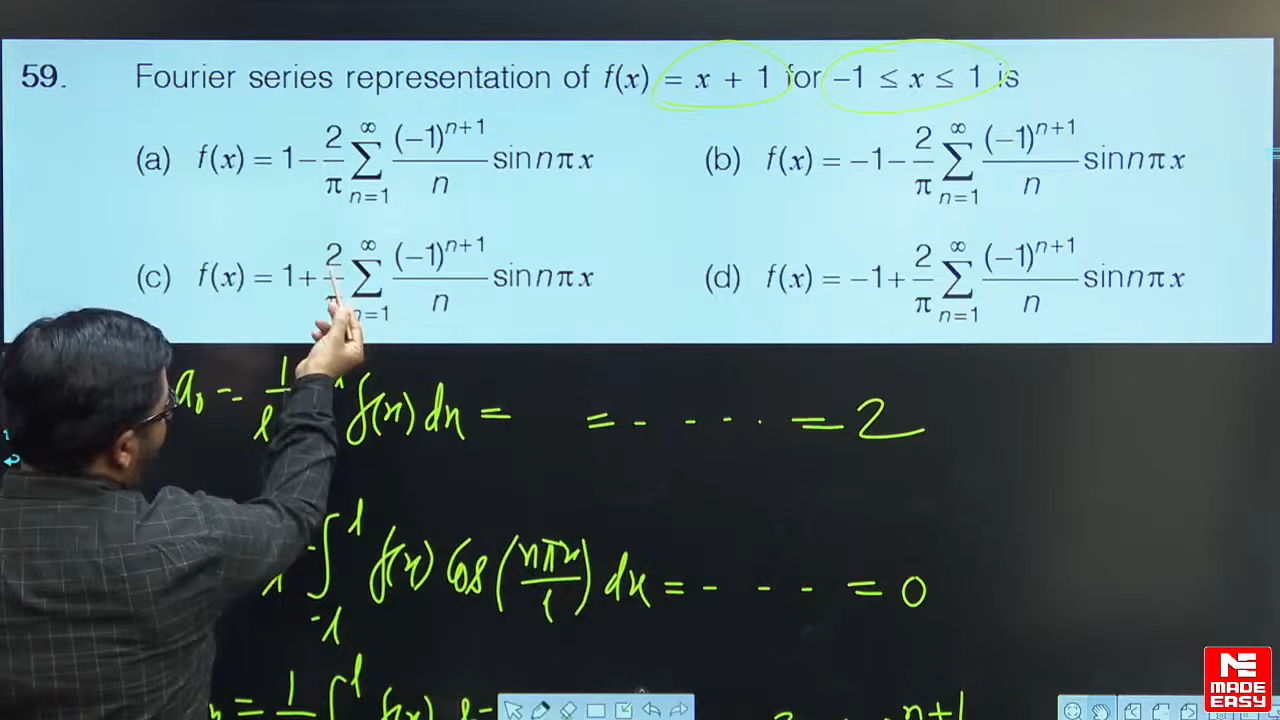 59. Fourier series representation of f(x) = x + 1 for –1 ≤ x ≤ 1 is
(a) f(x) = 1 – 2/π ∑_{n=1}^{∞} (–1)^{n+1}/n sin nπx
(b) f(x) = –1 – 2/π ∑_{n=1}^{∞} (–1)^{n+1}/n sin nπx
(c) f(x) = 1 + 2/ ∑_{n=1}^{∞} (–1)^{n+1}/n sin nπx
(d) f(x) = –1 + 2/π ∑_{n=1}^{∞} (–1)^{n+1}/n sin nπx
a₀ = 1/l f(x) dx = = - - - - = 2
∫_{-l}^{l} f(x) cos (nπx/l) dx = - - - = 0
= 1/ ∫^{l} f(x)
n+1
MADE
EASY